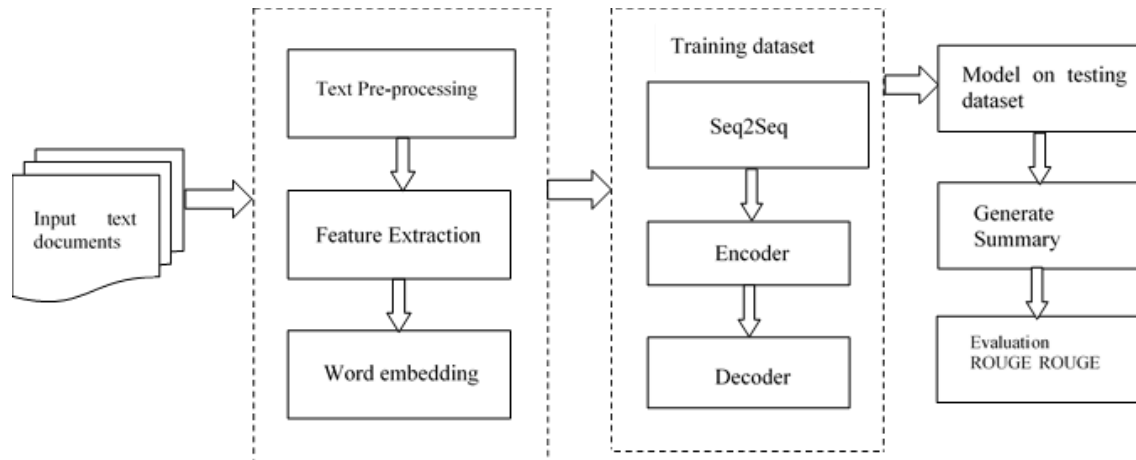 Input text
documents
Text Pre-processing
Feature Extraction
Word embedding
Training dataset
Seq2Seq
Encoder
Decoder
Model on testing
dataset
Generate
Summary
Evaluation
ROUGE ROUGE